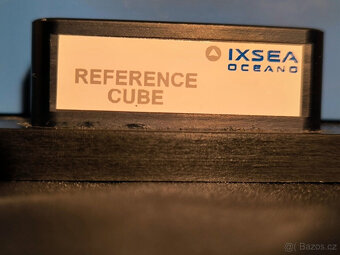 IXSEA
OCEANO
REFERENCE
CUBE
© Bazos.cz